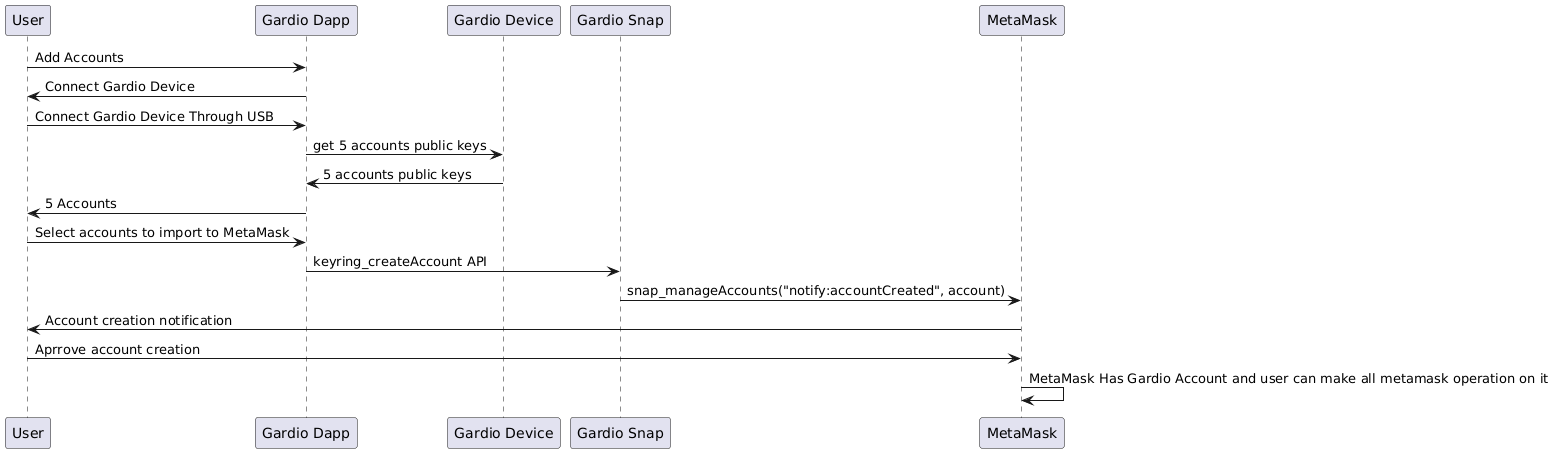 User
Gardio Dapp
Gardio Device
Gardio Snap
MetaMask
Add Accounts
Connect Gardio Device
Connect Gardio Device Through USB
get 5 accounts public keys
5 accounts public keys
5 Accounts
Select accounts to import to MetaMask
keyring_createAccount API
snap_manageAccounts("notify:accountCreated", account)
Account creation notification
Aprrove account creation
MetaMask Has Gardio Account and user can make all metamask operation on it
User
Gardio Dapp
Gardio Device
Gardio Snap
MetaMask